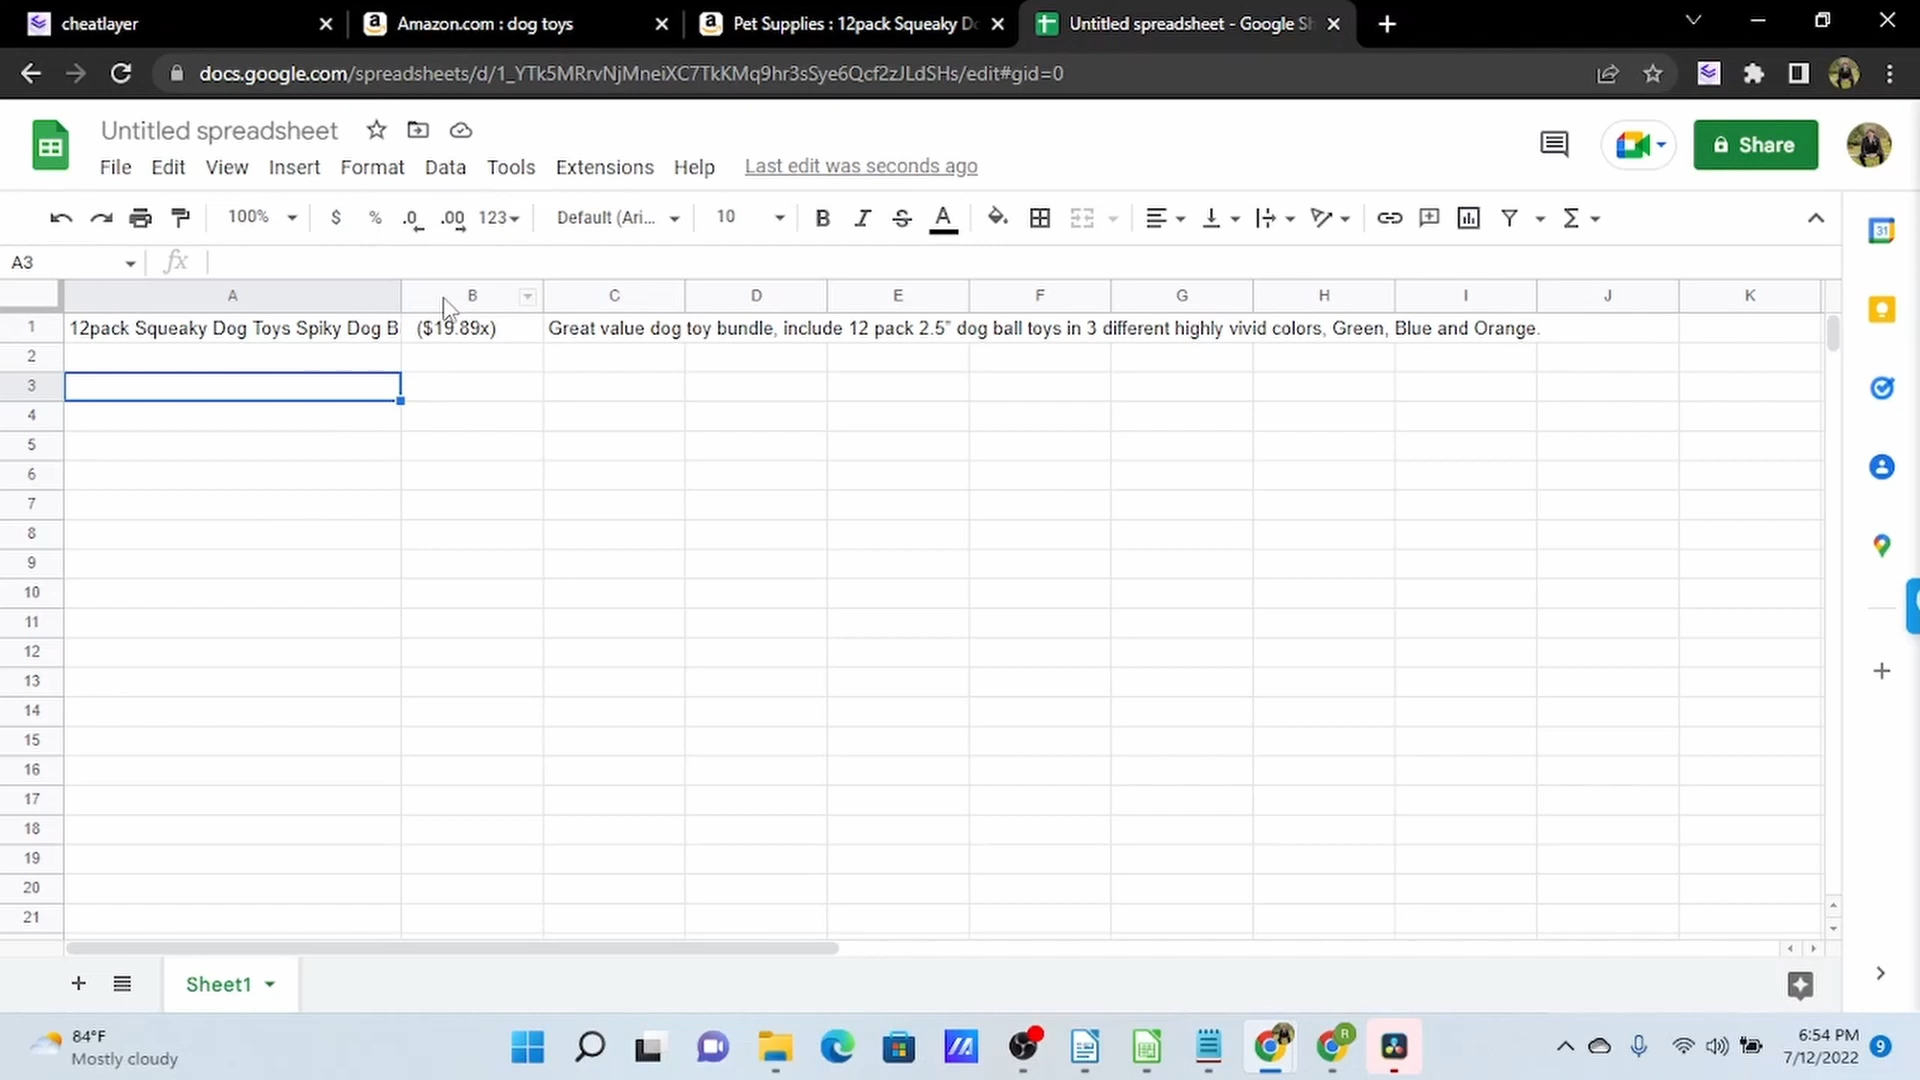 cheatlayer
Amazon.com : dog toys
Pet Supplies : 12pack Squeaky Do
Untitled spreadsheet - Google Sh
docs.google.com/spreadsheets/d/1_YTk5MRrvNjMneiXC7TkKMq9hr3sSye6Qcf2zJLdSHs/edit#gid=0
Untitled spreadsheet
Share
File Edit View Insert Format Data Tools Extensions Help Last edit was seconds ago
100% $ % .0 .00 123 Default (Ari... 10 B I S A Σ
31
A3 fx
A B C D E F G H I J K
1 12pack Squeaky Dog Toys Spiky Dog B ($19.89x) Great value dog toy bundle, include 12 pack 2.5” dog ball toys in 3 different highly vivid colors, Green, Blue and Orange.
2
3
4
5
6
7
8
9
10
11
12
13
14
15
16
17
18
19
20
21
Sheet1
84°F
Mostly cloudy
R
6:54 PM
7/12/2022
9